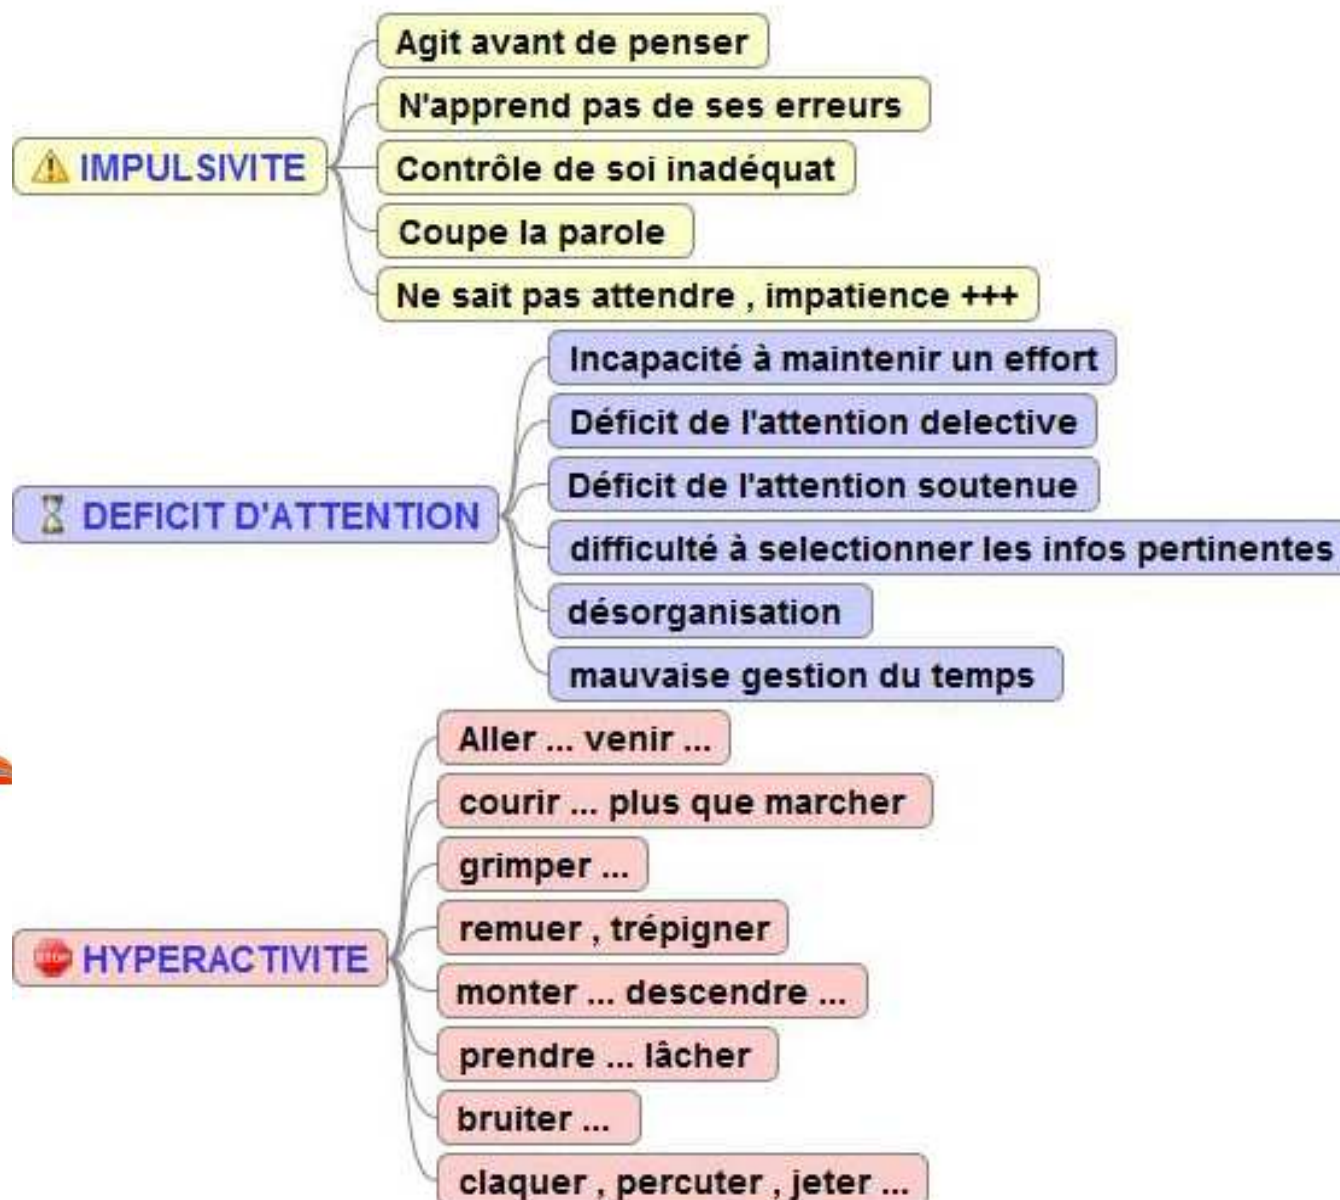 Agit avant de penser
N'apprend pas de ses erreurs
IMPULSIVITE
Contrôle de soi inadéquat
Coupe la parole
Ne sait pas attendre , impatience +++
Incapacité à maintenir un effort
Déficit de l'attention delective
Déficit de l'attention soutenue
DEFICIT D'ATTENTION
difficulté à selectionner les infos pertinentes
désorganisation
mauvaise gestion du temps
Aller ... venir ...
courir ... plus que marcher
grimper ...
remuer , trépigner
HYPERACTIVITE
monter ... descendre ...
prendre ... lâcher
bruiter ...
claquer , percuter , jeter ...